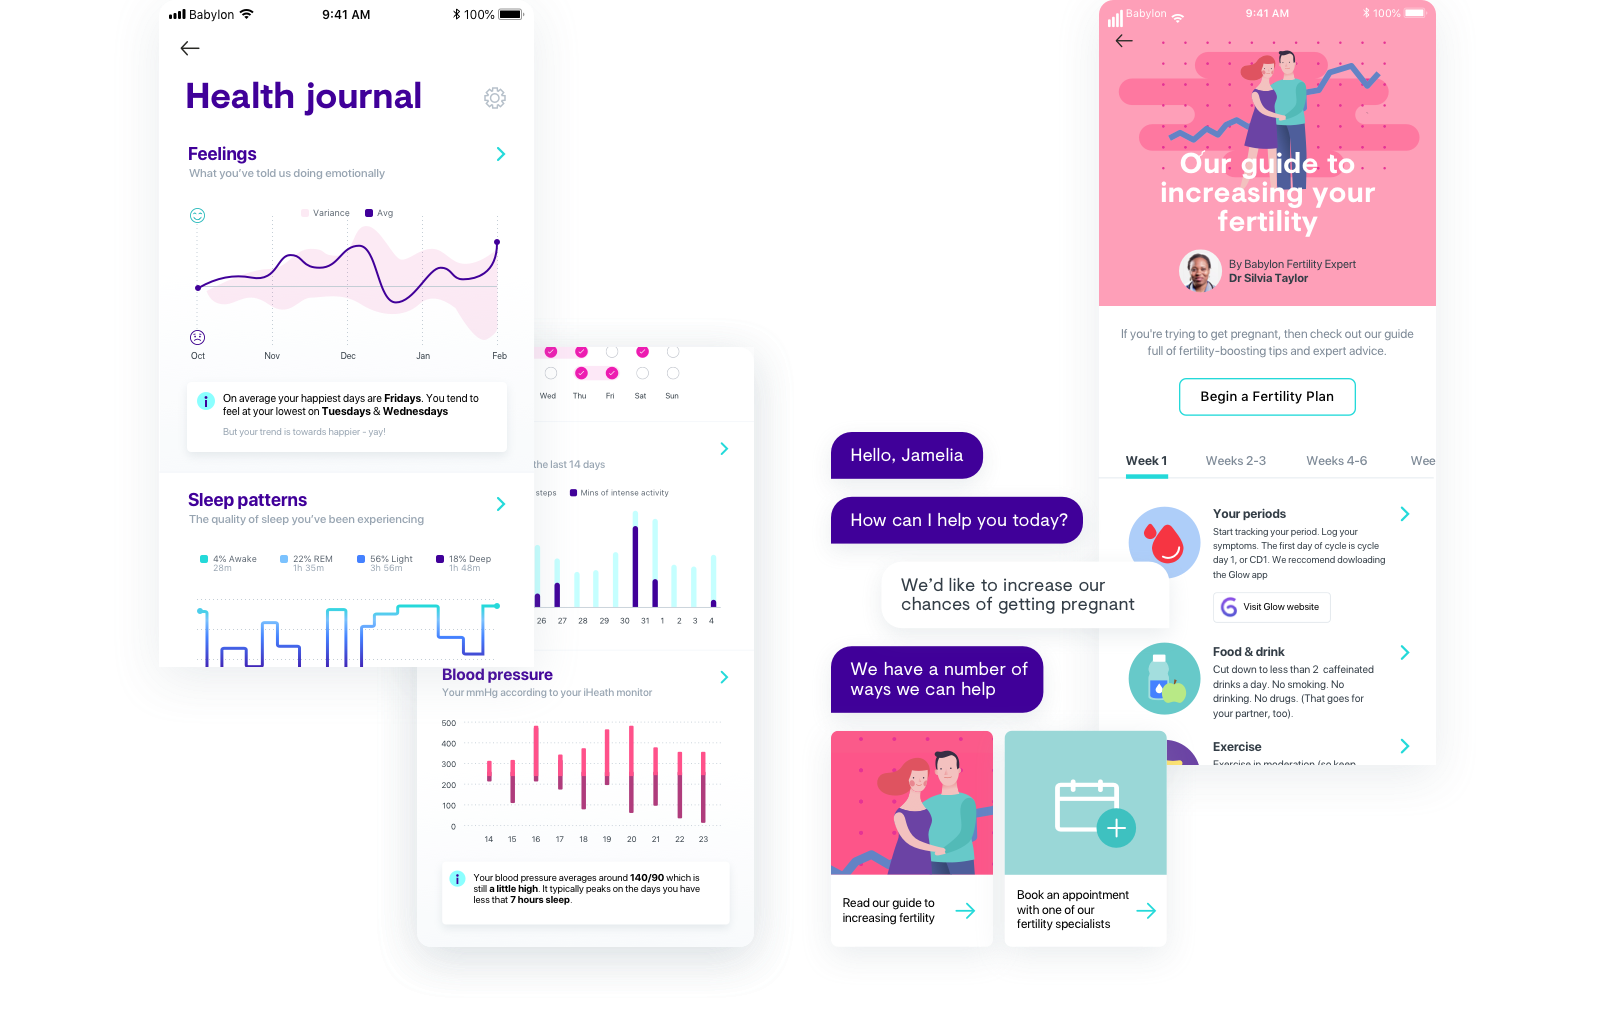 Babylon
9:41 AM
100%
Health journal
Feelings
What you've told us doing emotionally
Variance
Avg
Oct
Nov
Dec
Jan
Feb
On average your happiest days are Fridays. You tend to
feel at your lowest on Tuesdays & Wednesdays
But your trend is towards happier - yay!
Sleep patterns
The quality of sleep you've been experiencing
4% Awake
28m
22% REM
1h 35m
56% Light
3h 56m
18% Deep
1h 48m
Wed
Thu
Fri
Sat
Sun
the last 14 days
steps
Mins of intense activity
26
27
28
29
30
31
1
2
3
4
Blood pressure
Your mmHg according to your iHeath monitor
500
400
300
200
100
0
14
15
16
17
18
19
20
21
22
23
Your blood pressure averages around 140/90 which is
still a little high. It typically peaks on the days you have
less that 7 hours sleep.
Hello, Jamelia
How can I help you today?
We'd like to increase our
chances of getting pregnant
We have a number of
ways we can help
Read our guide to
increasing fertility
Book an appointment
with one of our
fertility specialists
Babylon
9:41 AM
100%
Our guide to
increasing your
fertility
By Babylon Fertility Expert
Dr Silvia Taylor
If you're trying to get pregnant, then check out our guide
full of fertility-boosting tips and expert advice.
Begin a Fertility Plan
Week 1
Weeks 2-3
Weeks 4-6
Wee
Your periods
Start tracking your period. Log your
symptoms. The first day of cycle is cycle
day 1, or CD1. We reccomend dowloading
the Glow app
Visit Glow website
Food & drink
Cut down to less than 2 caffeinated
drinks a day. No smoking. No
drinking. No drugs. (That goes for
your partner, too).
Exercise
Exercise in moderation (so keep